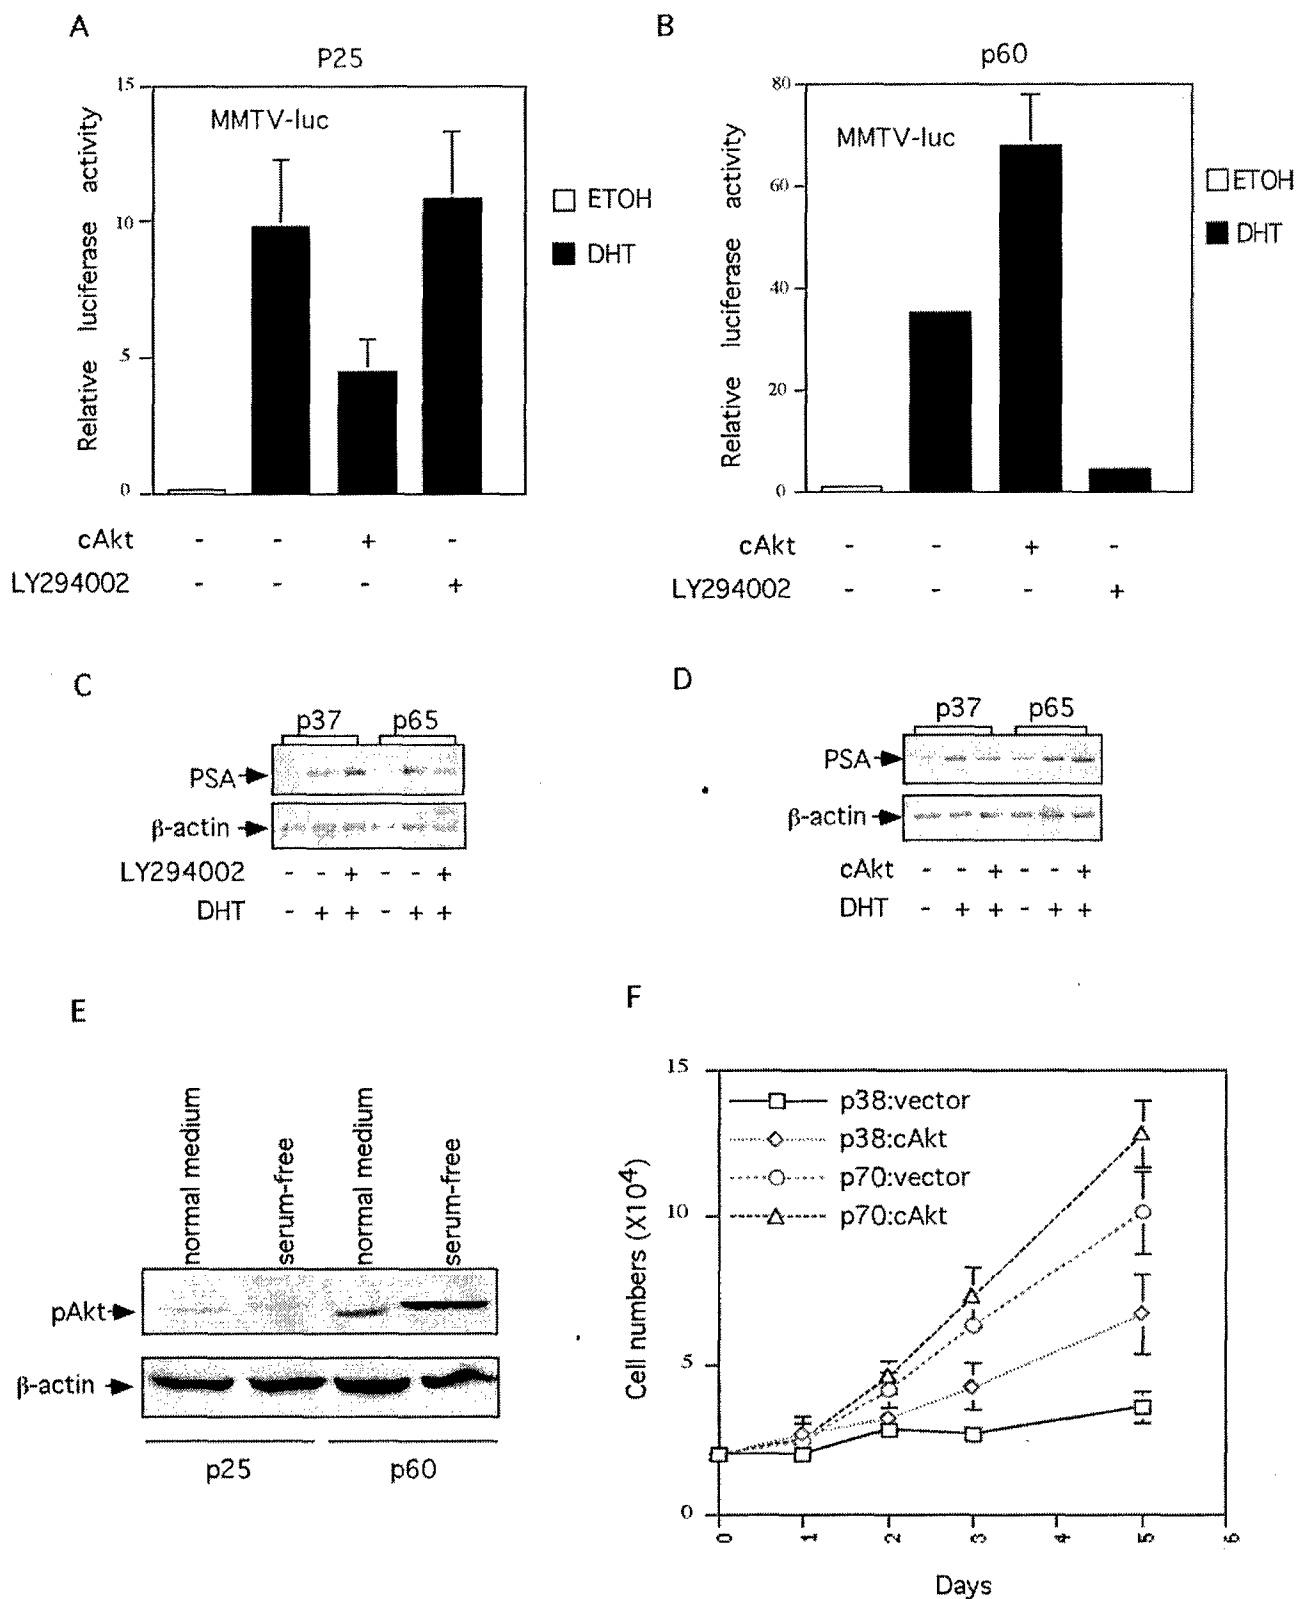 A
P25
15
10
5
0
Relative luciferase activity
MMTV-luc
ETOH
DHT
cAkt - - + -
LY294002 - - - +
B
p60
80
60
40
20
0
Relative luciferase activity
MMTV-luc
ETOH
DHT
cAkt - - + -
LY294002 - - - +
C
p37 p65
PSA
β-actin
LY294002 - - + - - +
DHT - + + - + +
D
p37 p65
PSA
β-actin
cAkt - - + - - +
DHT - + + - + +
E
normal medium
serum-free
normal medium
serum-free
pAkt
β-actin
p25 p60
F
15
10
5
0
Cell numbers (X10⁴)
p38:vector
p38:cAkt
p70:vector
p70:cAkt
0 1 2 3 4 5 6
Days